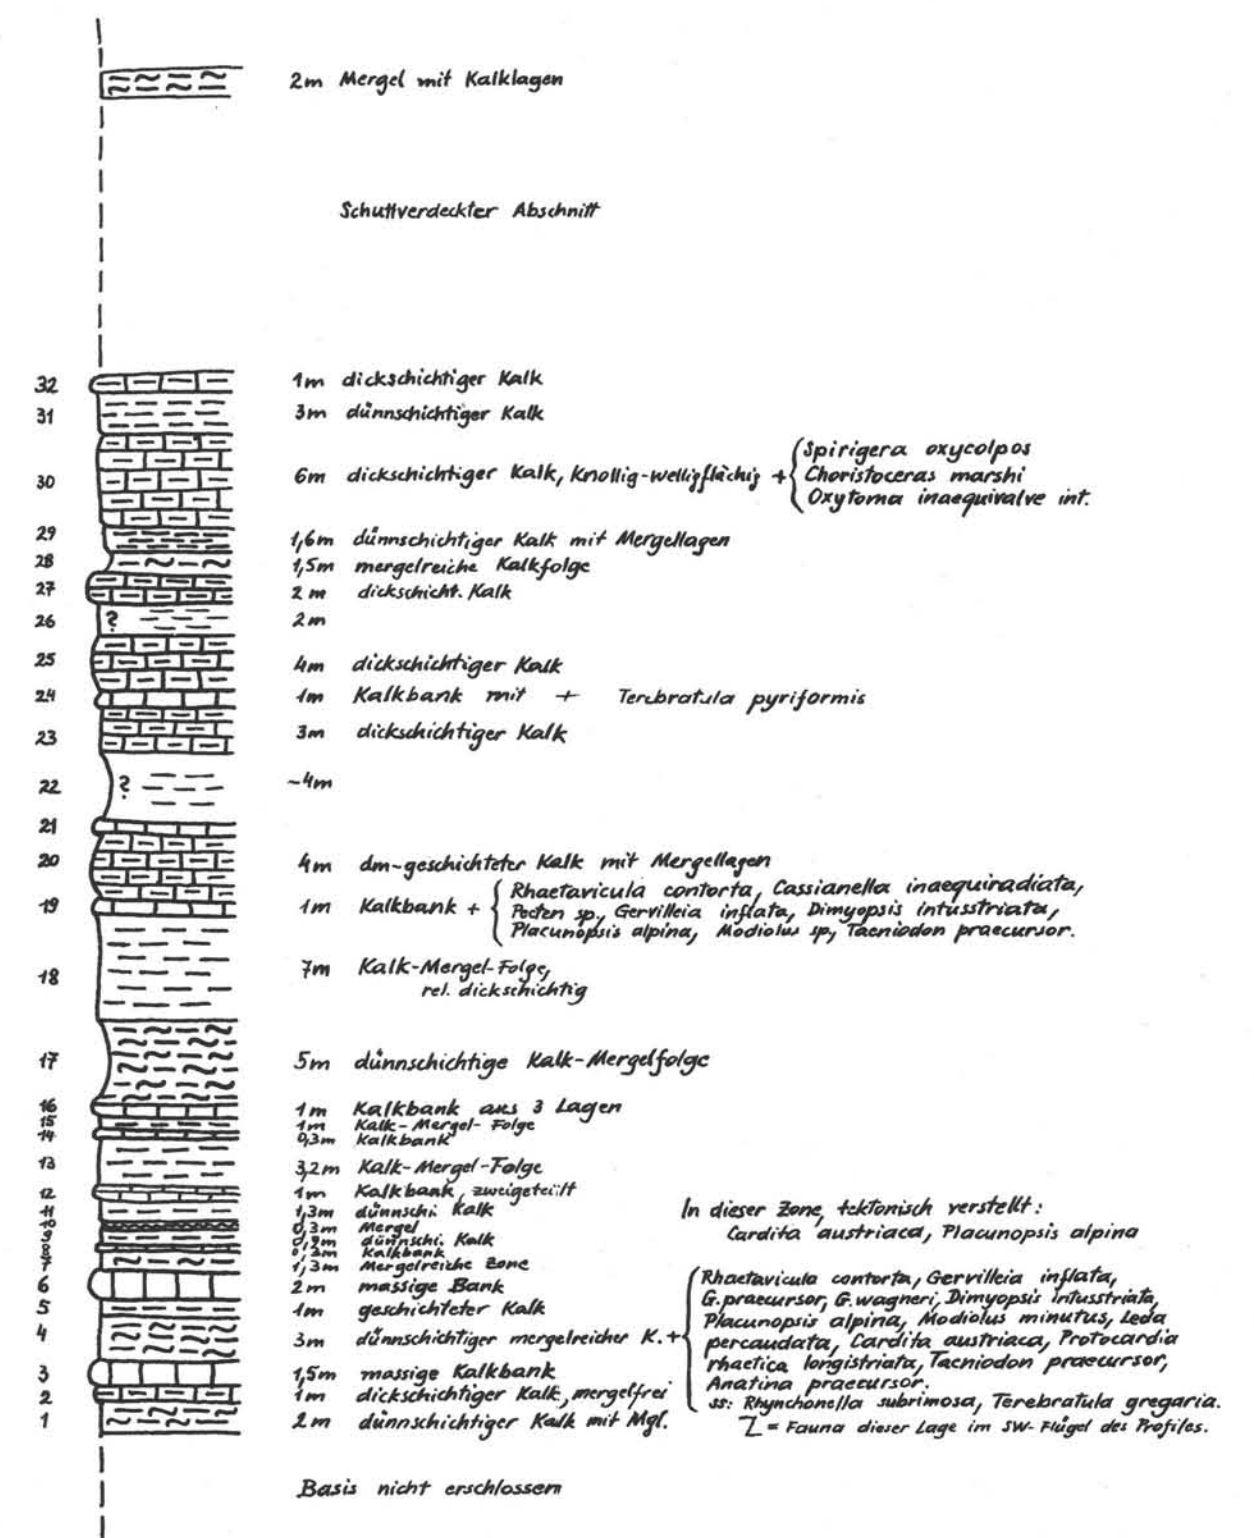 2m Mergel mit Kalklagen
Schuttverdeckter Abschnitt
32 1m dickschichtiger Kalk
31 3m dünnschichtiger Kalk
30 6m dickschichtiger Kalk, Knollig-welligflächig + Spirigera oxycolpos
Choristoceras marshi
Oxytoma inaequivalve int.
29 1,6m dünnschichtiger Kalk mit Mergellagen
28 1,5m mergelreiche Kalkfolge
27 2m dickschicht. Kalk
26 ? 2m
25 4m dickschichtiger Kalk
24 1m Kalkbank mit + Terebratula pyriformis
23 3m dickschichtiger Kalk
22 ? ~4m
21
20 4m dm-geschichteter Kalk mit Mergellagen
19 1m Kalkbank + Rhaetavicula contorta, Cassianella inaequiradiata,
Pecten sp., Gervilleia inflata, Dimyopsis intusstriata,
Placunopsis alpina, Modiolus sp., Taeniodon praecursor.
18 7m Kalk-Mergel-Folge,
rel. dickschichtig
17 5m dünnschichtige Kalk-Mergelfolge
16 1m Kalkbank aus 3 Lagen
15 1m Kalk-Mergel-Folge
14 0,3m Kalkbank
13 3,2m Kalk-Mergel-Folge
12 1m Kalkbank, zweigeteilt
11 1,3m dünnschi. Kalk
10 0,3m Mergel
9 dünnschi. Kalk
8 Kalkbank
7 1,3m Mergelreiche Zone
In dieser Zone, tektonisch verstellt:
Cardita austriaca, Placunopsis alpina
6 2m massige Bank
5 1m geschichteter Kalk
4 3m dünnschichtiger mergelreicher K. +
Rhaetavicula contorta, Gervilleia inflata,
G. praecursor, G. wagneri, Dimyopsis intusstriata,
Placunopsis alpina, Modiolus minutus, Leda
percaudata, Cardita austriaca, Protocardia
rhaetica longistriata, Taeniodon praecursor,
Anatina praecursor.
ss: Rhynchonella subrimosa, Terebratula gregaria.
= Fauna dieser Lage im SW-Flügel des Profiles.
3 1,5m massige Kalkbank
2 1m dickschichtiger Kalk, mergelfrei
1 2m dünnschichtiger Kalk mit Mgl.
Basis nicht erschlossen